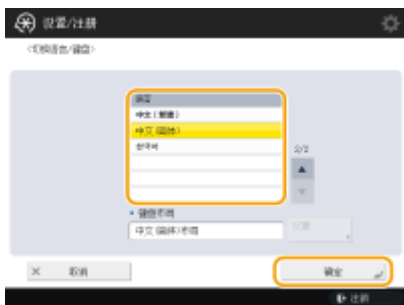 设置/注册
<切换语言/键盘>
语言
中文(繁體)
中文(简体)
한국어
2/2
• 键盘布局
中文(简体)布局
设置
× 取消
确定
注销